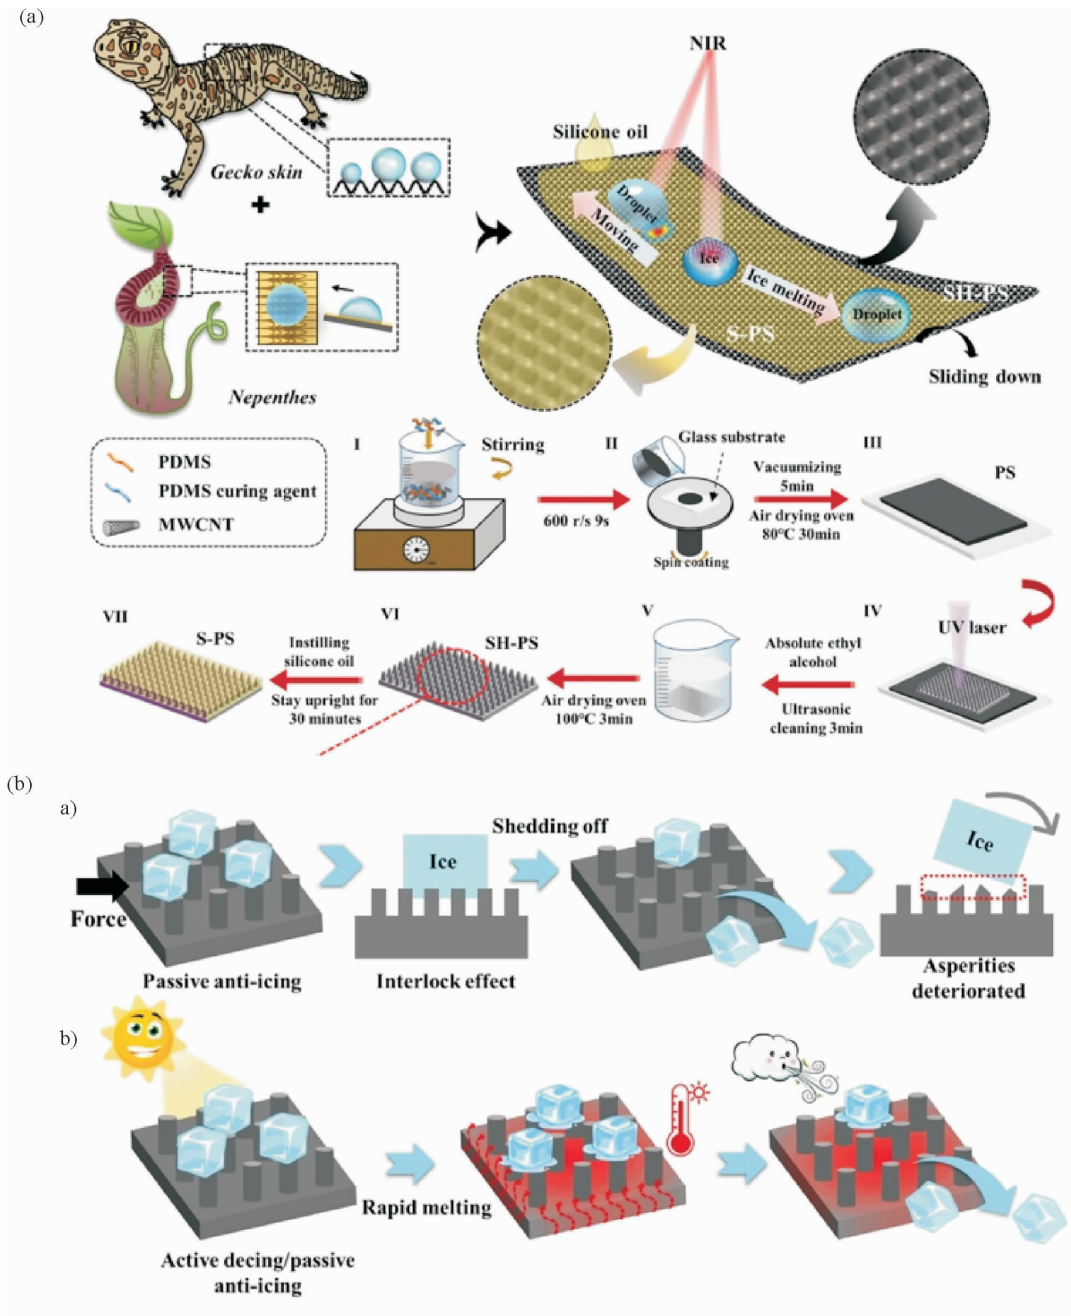 (a)
NIR
Silicone oil
Gecko skin
Droplet
Moving
Ice
Ice melting
SH-PS
Droplet
S-PS
Sliding down
Nepenthes
PDMS
PDMS curing agent
MWCNT
I
Stirring
600 r/s 9s
II
Glass substrate
Spin coating
Vacuumizing
5min
Air drying oven
80°C 30min
III
PS
IV
UV laser
Absolute ethyl
alcohol
Ultrasonic
cleaning 3min
V
Air drying oven
100°C 3min
VI
SH-PS
Instilling
silicone oil
Stay upright for
30 minutes
VII
S-PS
(b)
a)
Force
Passive anti-icing
Ice
Interlock effect
Shedding off
Ice
Asperities
deteriorated
b)
Active decing/passive
anti-icing
Rapid melting